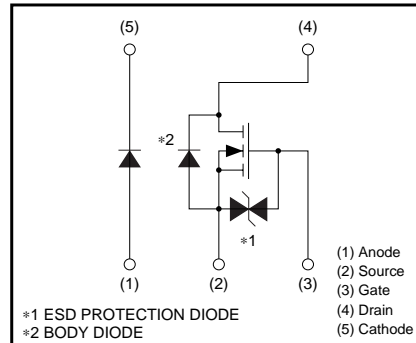 (5) (4)
*2
*1
(1) (2) (3)
(1) Anode
(2) Source
(3) Gate
(4) Drain
(5) Cathode
*1 ESD PROTECTION DIODE
*2 BODY DIODE